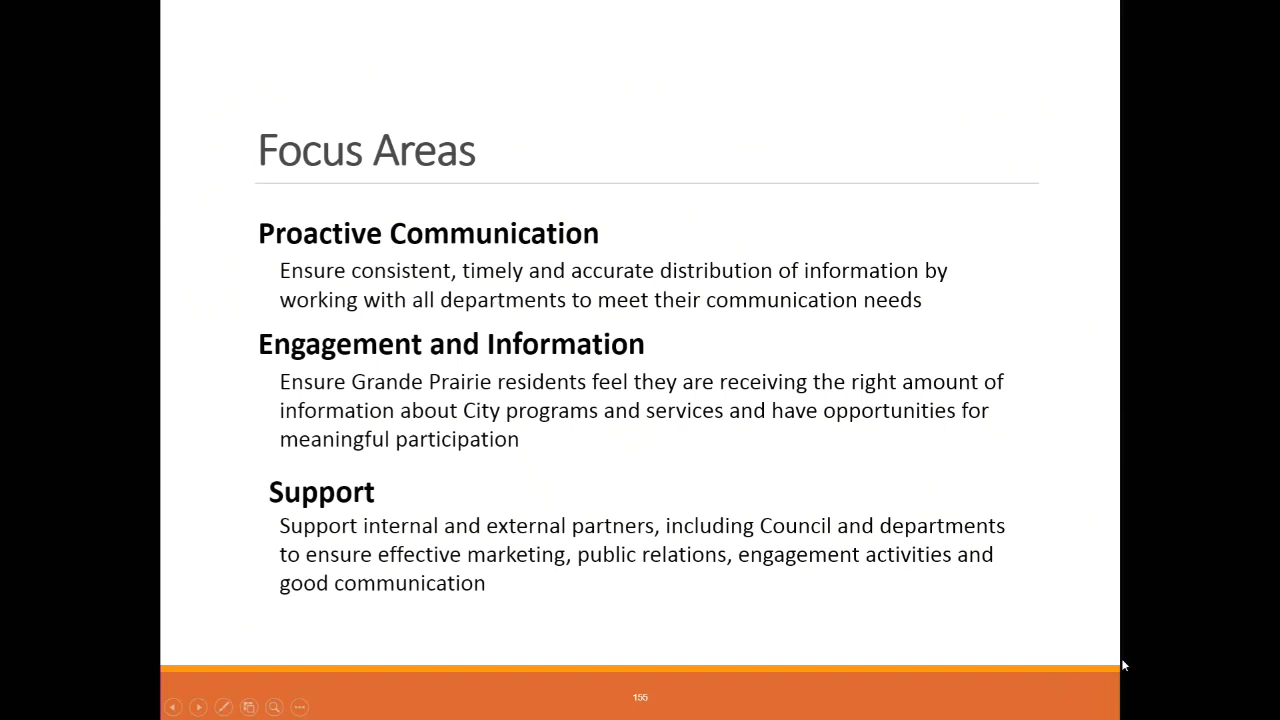 Focus Areas
Proactive Communication
Ensure consistent, timely and accurate distribution of information by
working with all departments to meet their communication needs
Engagement and Information
Ensure Grande Prairie residents feel they are receiving the right amount of
information about City programs and services and have opportunities for
meaningful participation
Support
Support internal and external partners, including Council and departments
to ensure effective marketing, public relations, engagement activities and
good communication
155